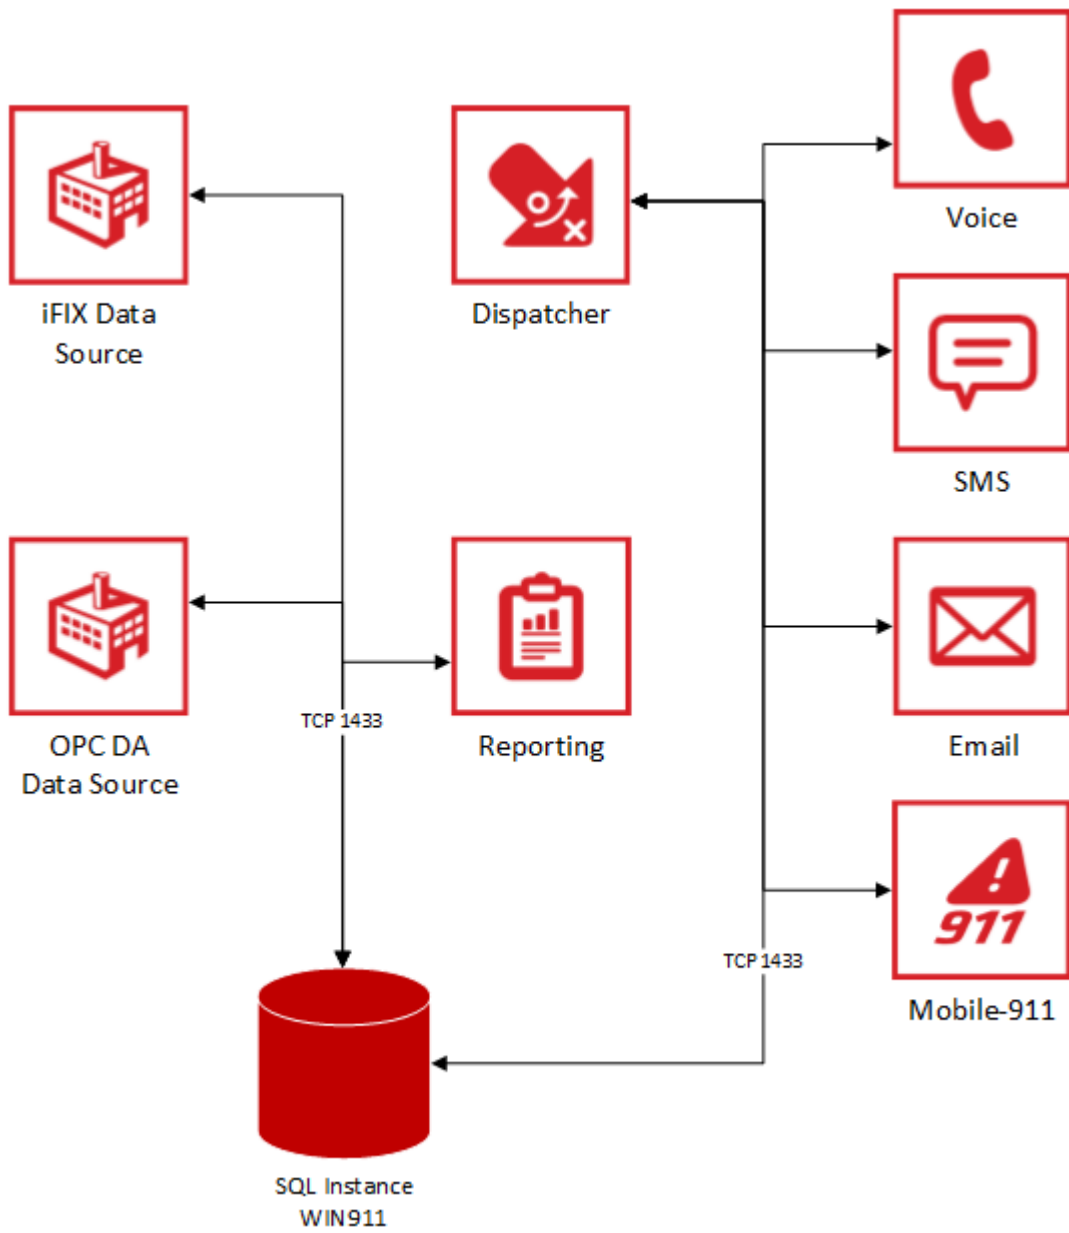 Voice
iFIX Data
Source
Dispatcher
SMS
TCP 1433
OPC DA
Data Source
Reporting
Email
911
TCP 1433
Mobile-911
SQL Instance
WIN911